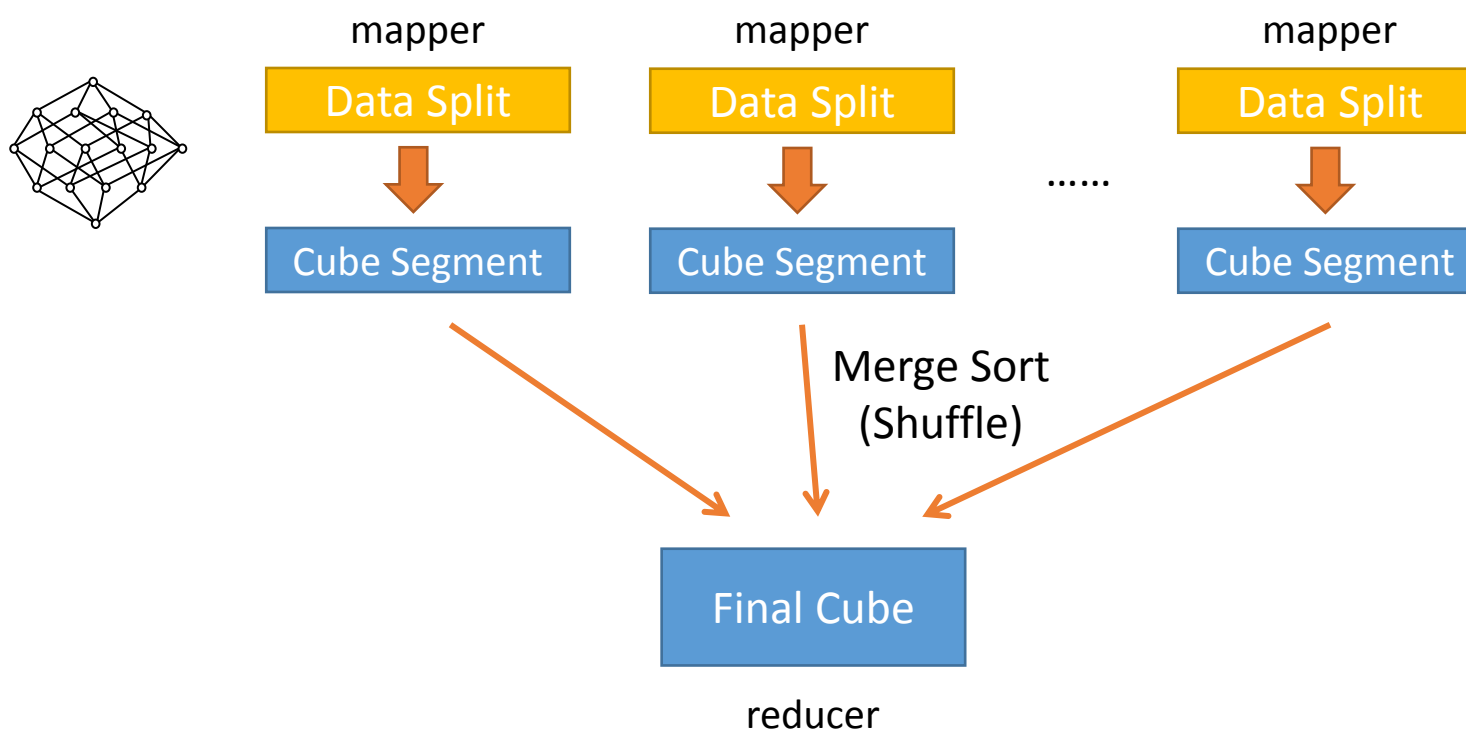 mapper
mapper
mapper
Data Split
Data Split
Data Split
......
Cube Segment
Cube Segment
Cube Segment
Merge Sort
(Shuffle)
Final Cube
reducer